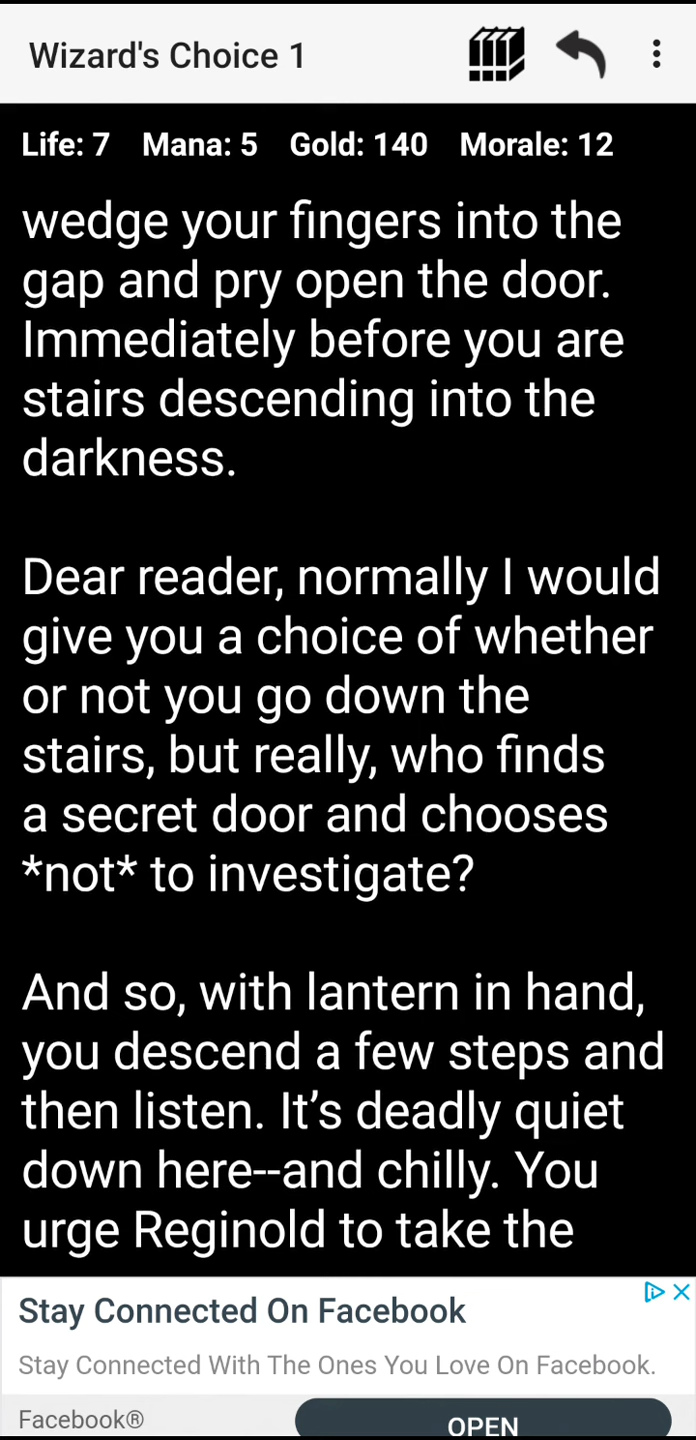 Wizard's Choice 1
Life: 7 Mana: 5 Gold: 140 Morale: 12
wedge your fingers into the
gap and pry open the door.
Immediately before you are
stairs descending into the
darkness.
Dear reader, normally I would
give you a choice of whether
or not you go down the
stairs, but really, who finds
a secret door and chooses
*not* to investigate?
And so, with lantern in hand,
you descend a few steps and
then listen. It’s deadly quiet
down here--and chilly. You
urge Reginold to take the
Stay Connected On Facebook
Stay Connected With The Ones You Love On Facebook.
Facebook®
OPEN